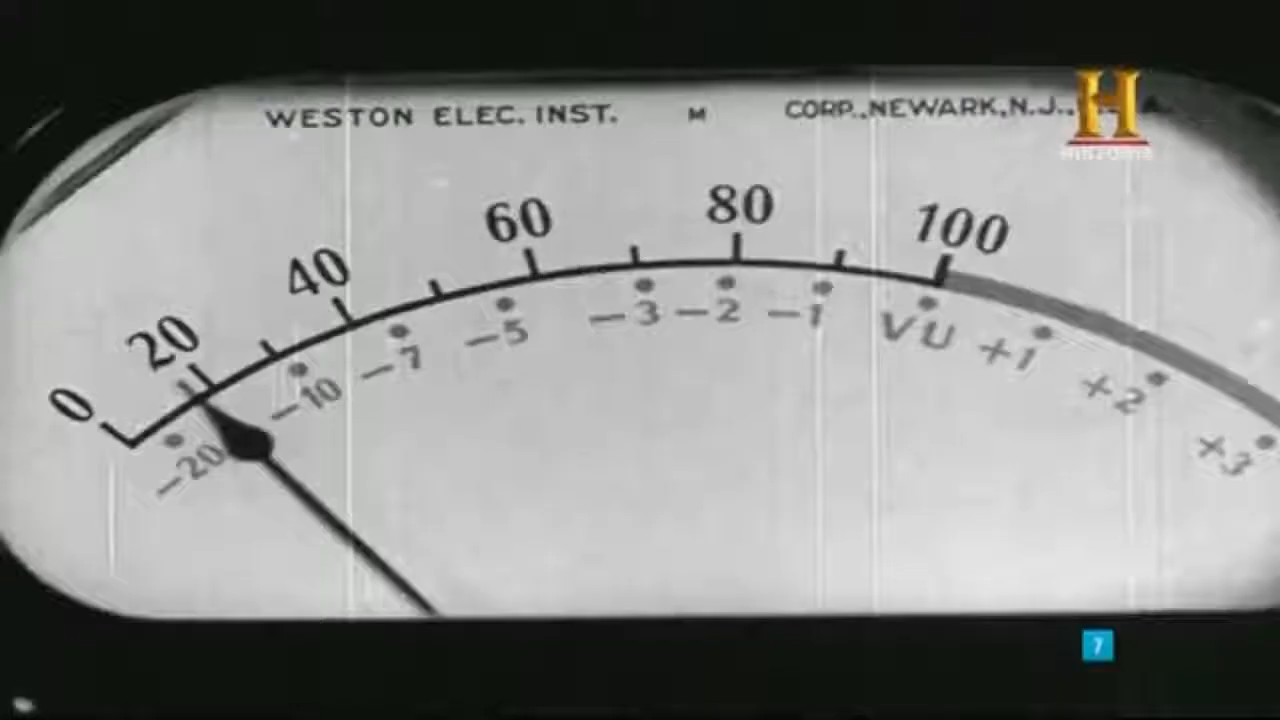 WESTON ELEC. INST. M CORP., NEWARK, N.J.,
H
0 20 40 60 80 100
-20 -10 -7 -5 -3 -2 -1 VU +1 +2 +3
7